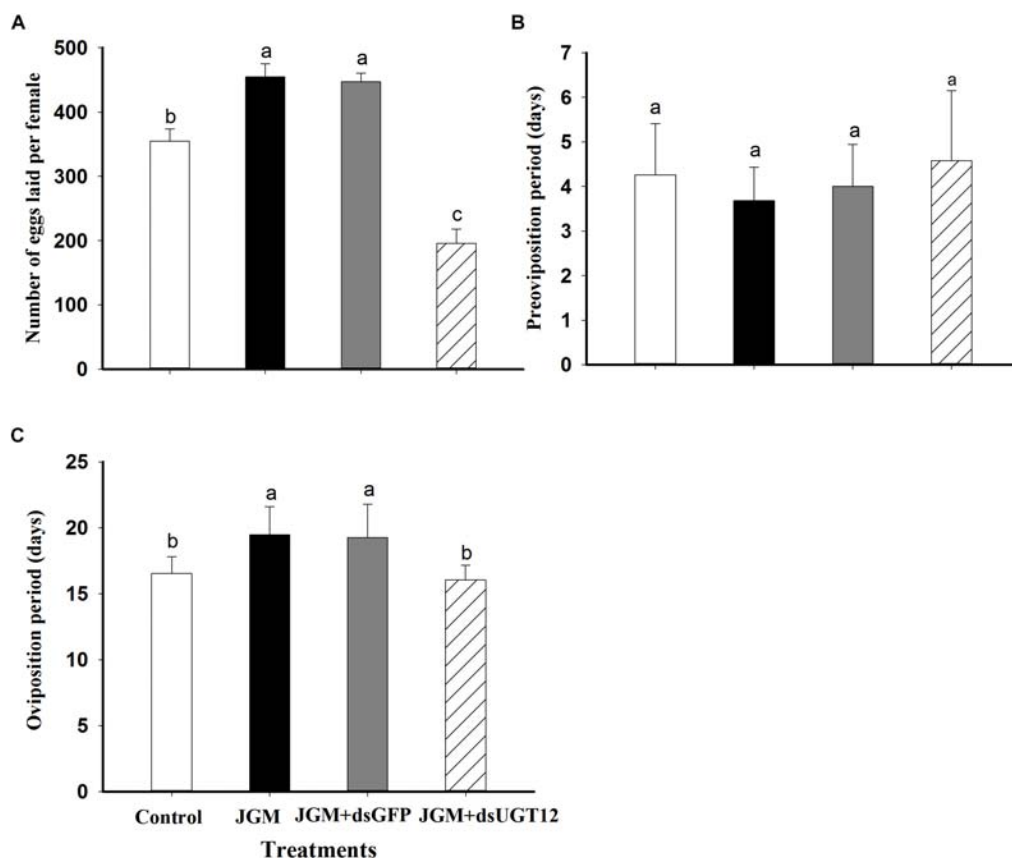 A
Number of eggs laid per female
500
400
300
200
100
0
b
a
a
c
B
Preoviposition period (days)
7
6
5
4
3
2
1
0
a
a
a
a
C
Oviposition period (days)
25
20
15
10
5
0
b
a
a
b
Control JGM JGM+dsGFP JGM+dsUGT12
Treatments